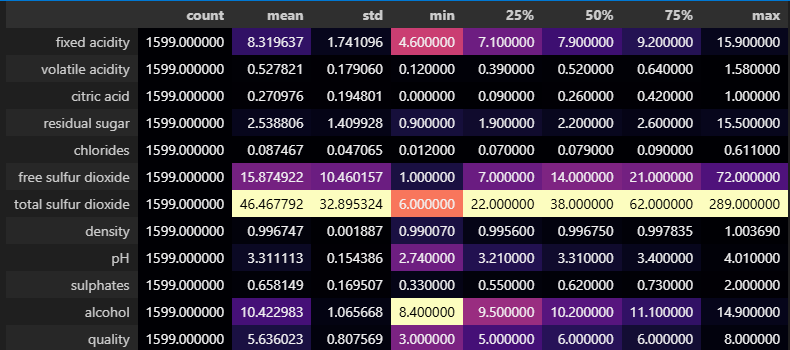 count mean std min 25% 50% 75% max
fixed acidity 1599.000000 8.319637 1.741096 4.600000 7.100000 7.900000 9.200000 15.900000
volatile acidity 1599.000000 0.527821 0.179060 0.120000 0.390000 0.520000 0.640000 1.580000
citric acid 1599.000000 0.270976 0.194801 0.000000 0.090000 0.260000 0.420000 1.000000
residual sugar 1599.000000 2.538806 1.409928 0.900000 1.900000 2.200000 2.600000 15.500000
chlorides 1599.000000 0.087467 0.047065 0.012000 0.070000 0.079000 0.090000 0.611000
free sulfur dioxide 1599.000000 15.874922 10.460157 1.000000 7.000000 14.000000 21.000000 72.000000
total sulfur dioxide 1599.000000 46.467792 32.895324 6.000000 22.000000 38.000000 62.000000 289.000000
density 1599.000000 0.996747 0.001887 0.990070 0.995600 0.996750 0.997835 1.003690
pH 1599.000000 3.311113 0.154386 2.740000 3.210000 3.310000 3.400000 4.010000
sulphates 1599.000000 0.658149 0.169507 0.330000 0.550000 0.620000 0.730000 2.000000
alcohol 1599.000000 10.422983 1.065668 8.400000 9.500000 10.200000 11.100000 14.900000
quality 1599.000000 5.636023 0.807569 3.000000 5.000000 6.000000 6.000000 8.000000